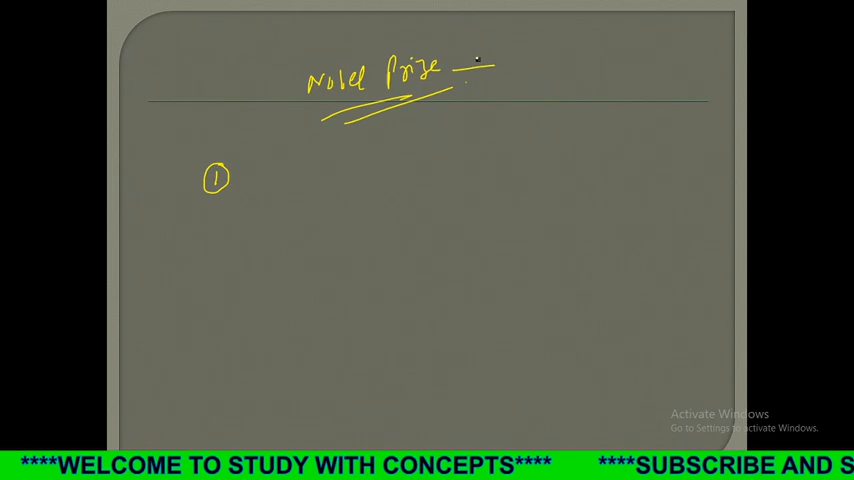 Nobel Prize —
①
Activate Windows
Go to Settings to activate Windows.
****WELCOME TO STUDY WITH CONCEPTS**** ****SUBSCRIBE AND S